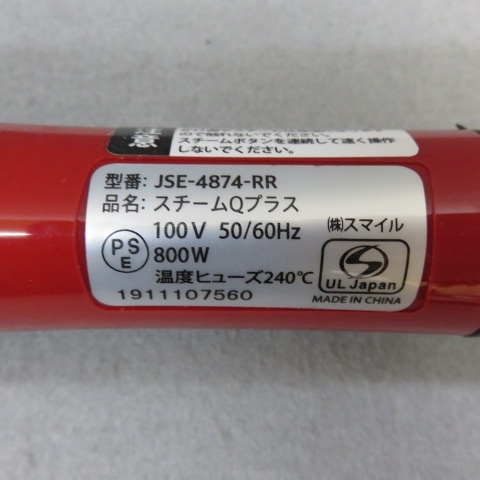 ので触れないでください。
スチームボタンを連続して速く操作
しないでください。
型番: JSE-4874-RR
品名: スチームQプラス
100V 50/60Hz
㈱スマイル
PS
E
800W
温度ヒューズ240℃
1911107560
S
UL Japan
MADE IN CHINA